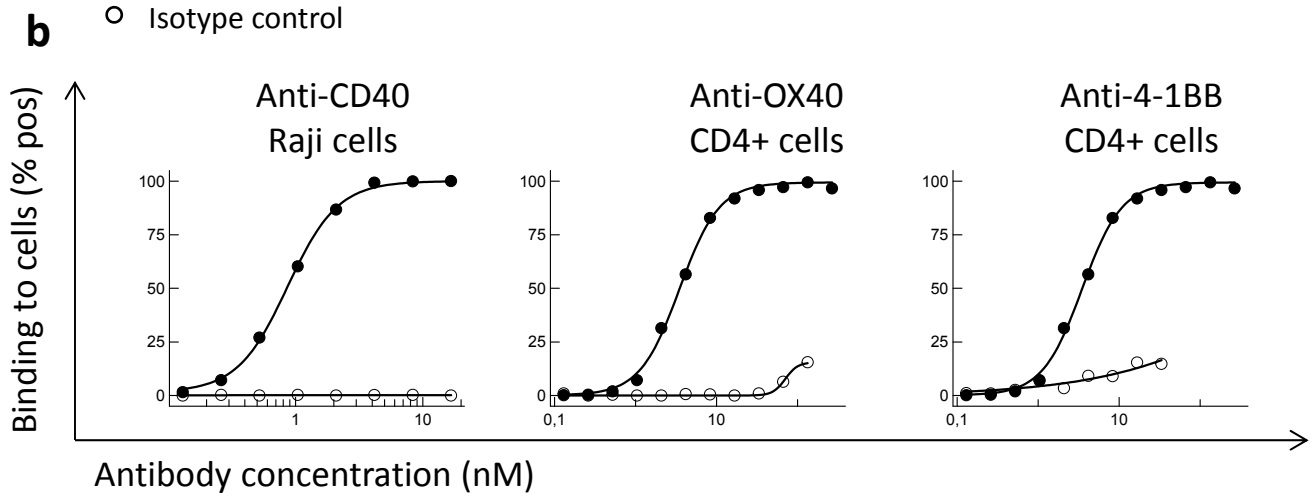 b
Isotype control
Binding to cells (% pos)
Anti-CD40
Raji cells
100
75
50
25
0
1
10
Anti-OX40
CD4+ cells
100
75
50
25
0
0,1
10
Anti-4-1BB
CD4+ cells
100
75
50
25
0
0,1
10
Antibody concentration (nM)